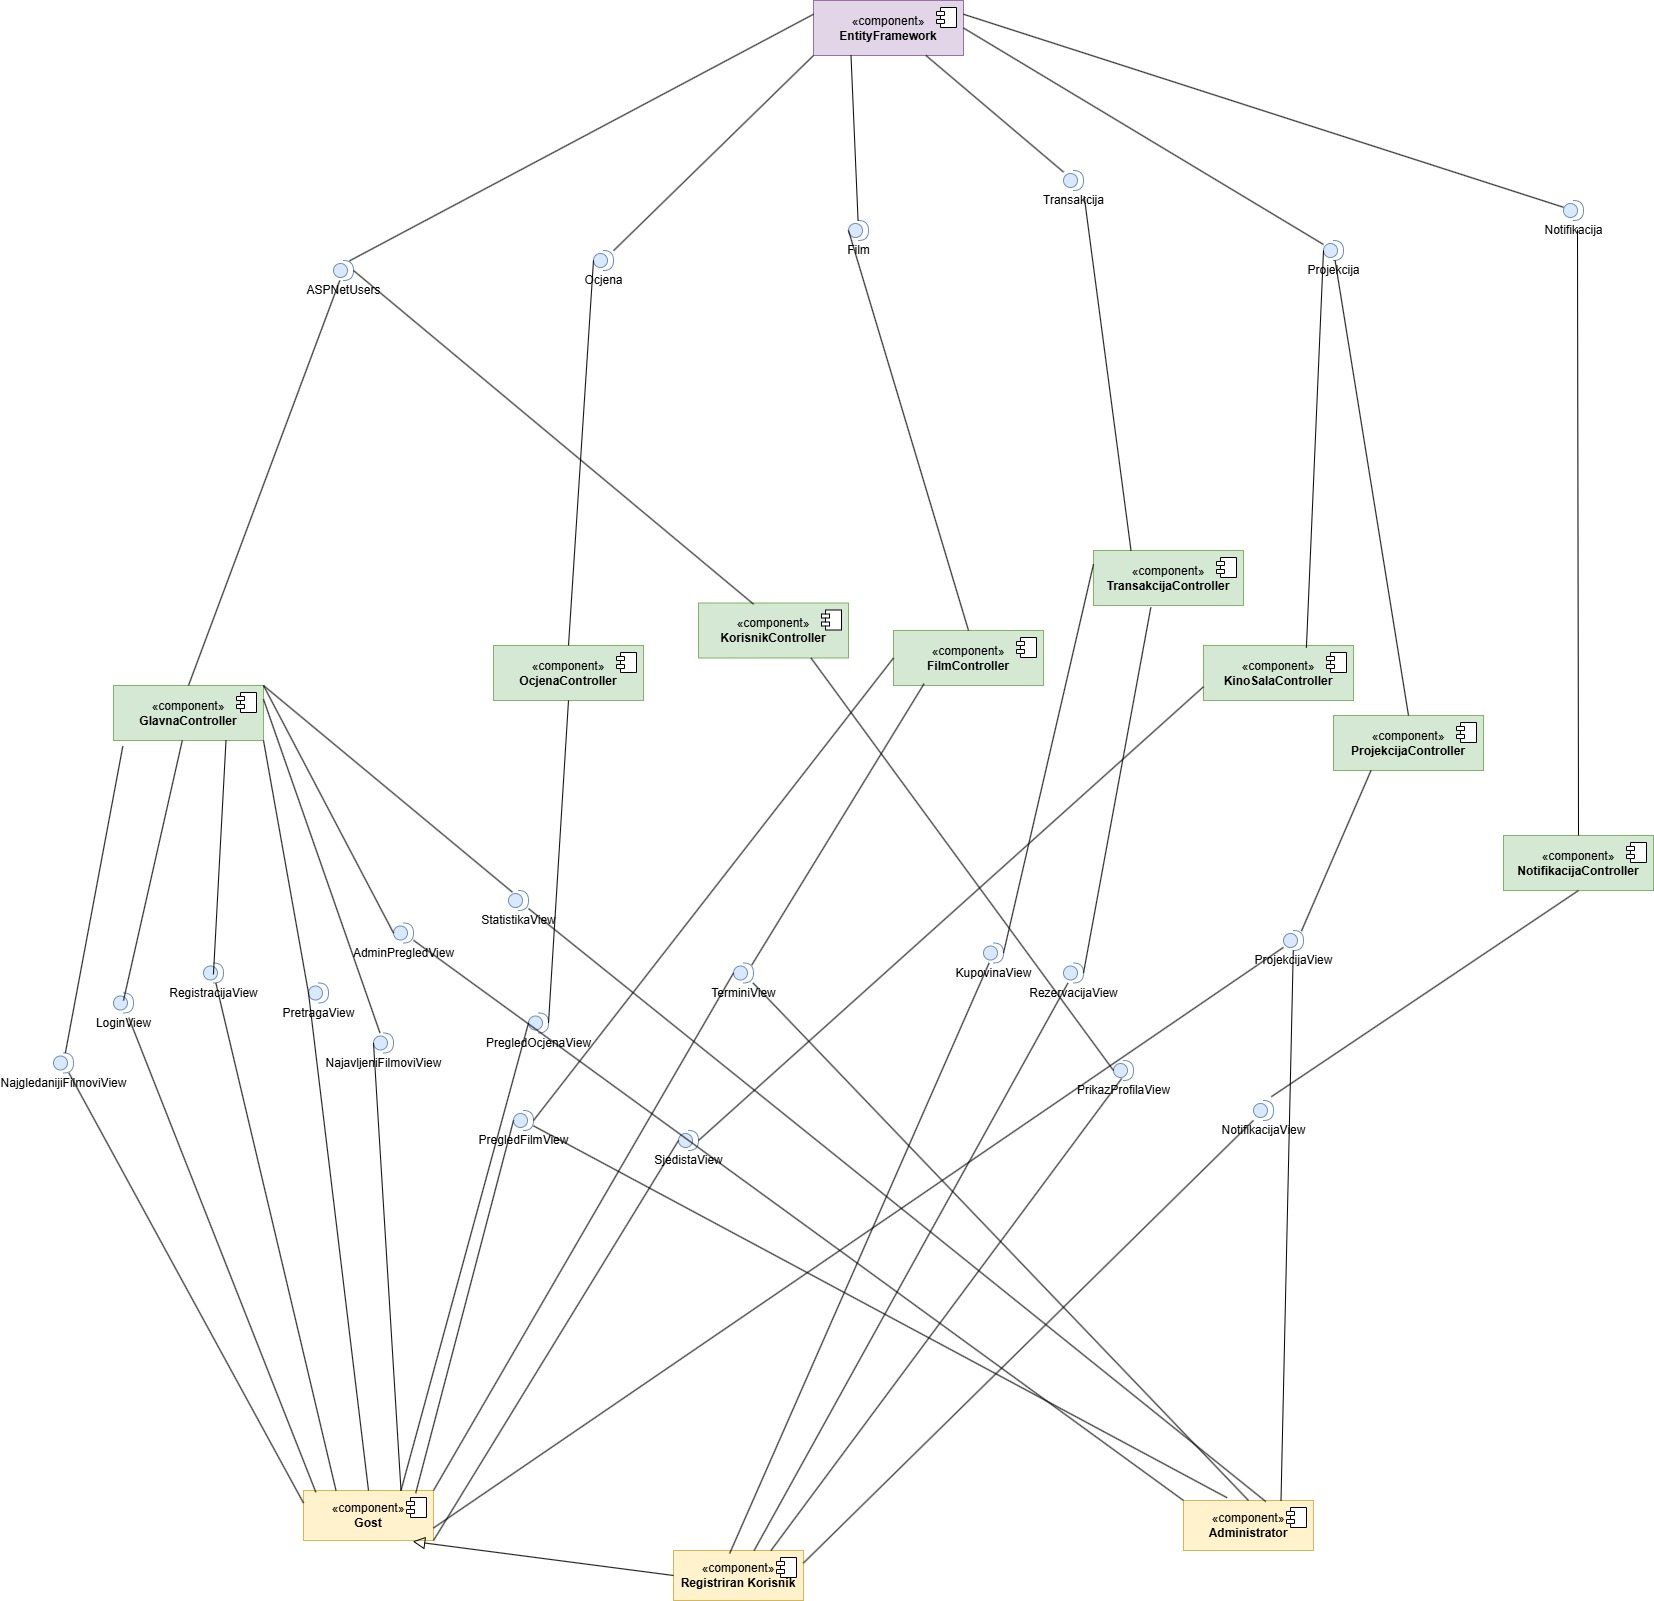 «component»
EntityFramework
Transakcija
Notifikacija
Film
Projekcija
Ocjena
ASPNetUsers
«component»
TransakcijaController
«component»
KorisnikController
«component»
FilmController
«component»
OcjenaController
«component»
KinoSalaController
«component»
GlavnaController
«component»
ProjekcijaController
«component»
NotifikacijaController
StatistikaView
AdminPregledView
ProjekcijaView
KupovinaView
RegistracijaView
TerminiView
RezervacijaView
PretragaView
LoginView
PregledOcjenaView
NajavljeniFilmoviView
NajgledanijiFilmoviView
PrikazProfilaView
NotifikacijaView
PregledFilmView
SjedistaView
«component»
Gost
«component»
Administrator
«component»
Registriran Korisnik